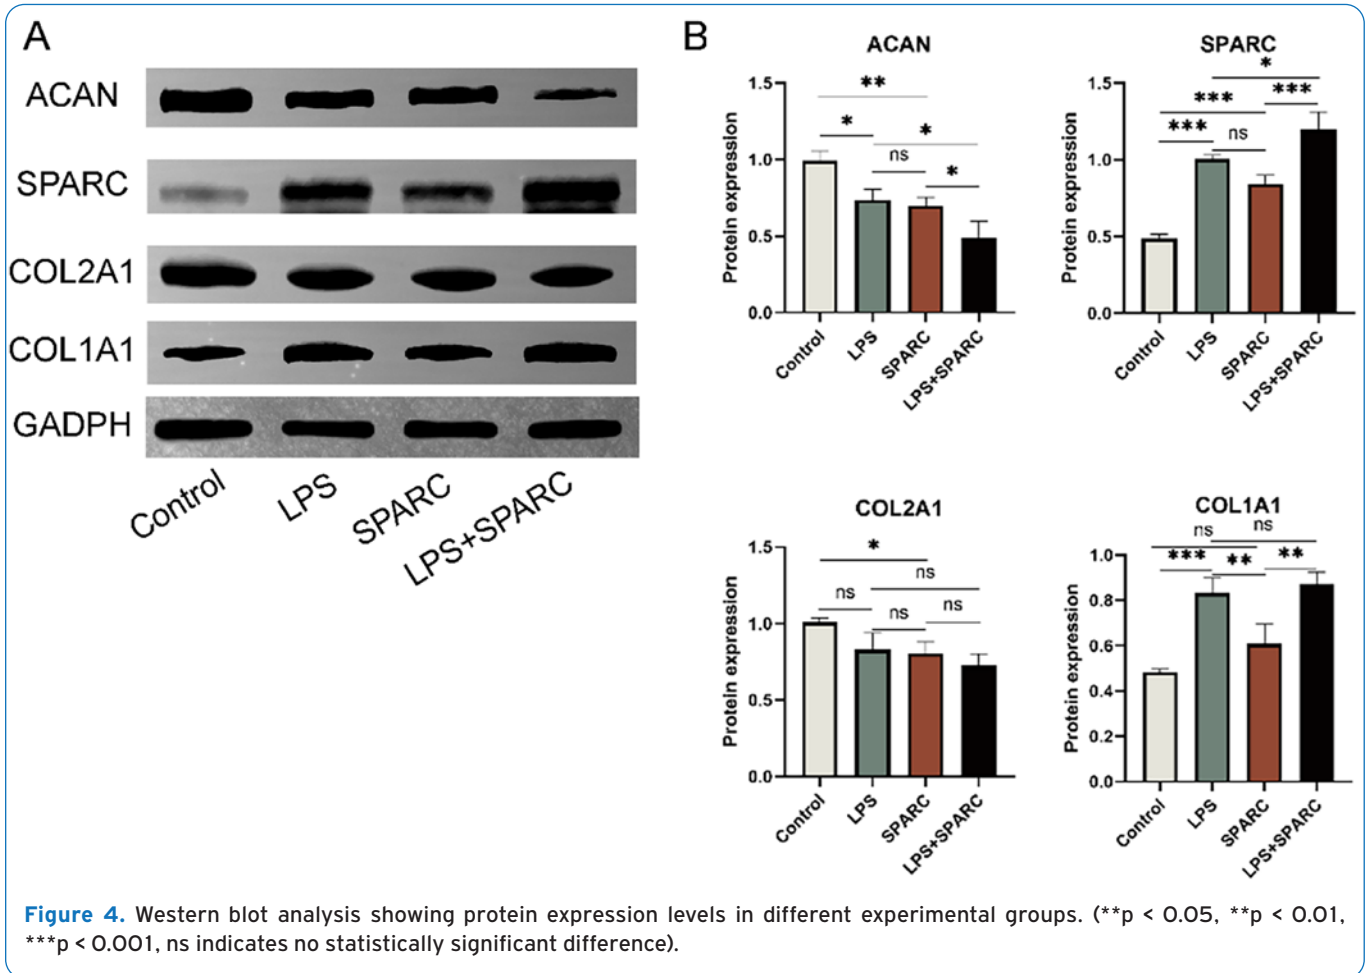 A
ACAN
SPARC
COL2A1
COL1A1
GADPH
Control
LPS
SPARC
LPS+SPARC
B
ACAN
Protein expression
1.5
1.0
0.5
0.0
**
*
*
ns
*
Control
LPS
SPARC
LPS+SPARC
SPARC
Protein expression
1.5
1.0
0.5
0.0
*
***
***
***
ns
Control
LPS
SPARC
LPS+SPARC
COL2A1
Protein expression
1.5
1.0
0.5
0.0
*
ns
ns
ns
ns
Control
LPS
SPARC
LPS+SPARC
COL1A1
Protein expression
1.0
0.8
0.6
0.4
0.2
0.0
ns
ns
***
**
**
Control
LPS
SPARC
LPS+SPARC
Figure 4. Western blot analysis showing protein expression levels in different experimental groups. (**p < 0.05, **p < 0.01,
***p < 0.001, ns indicates no statistically significant difference).